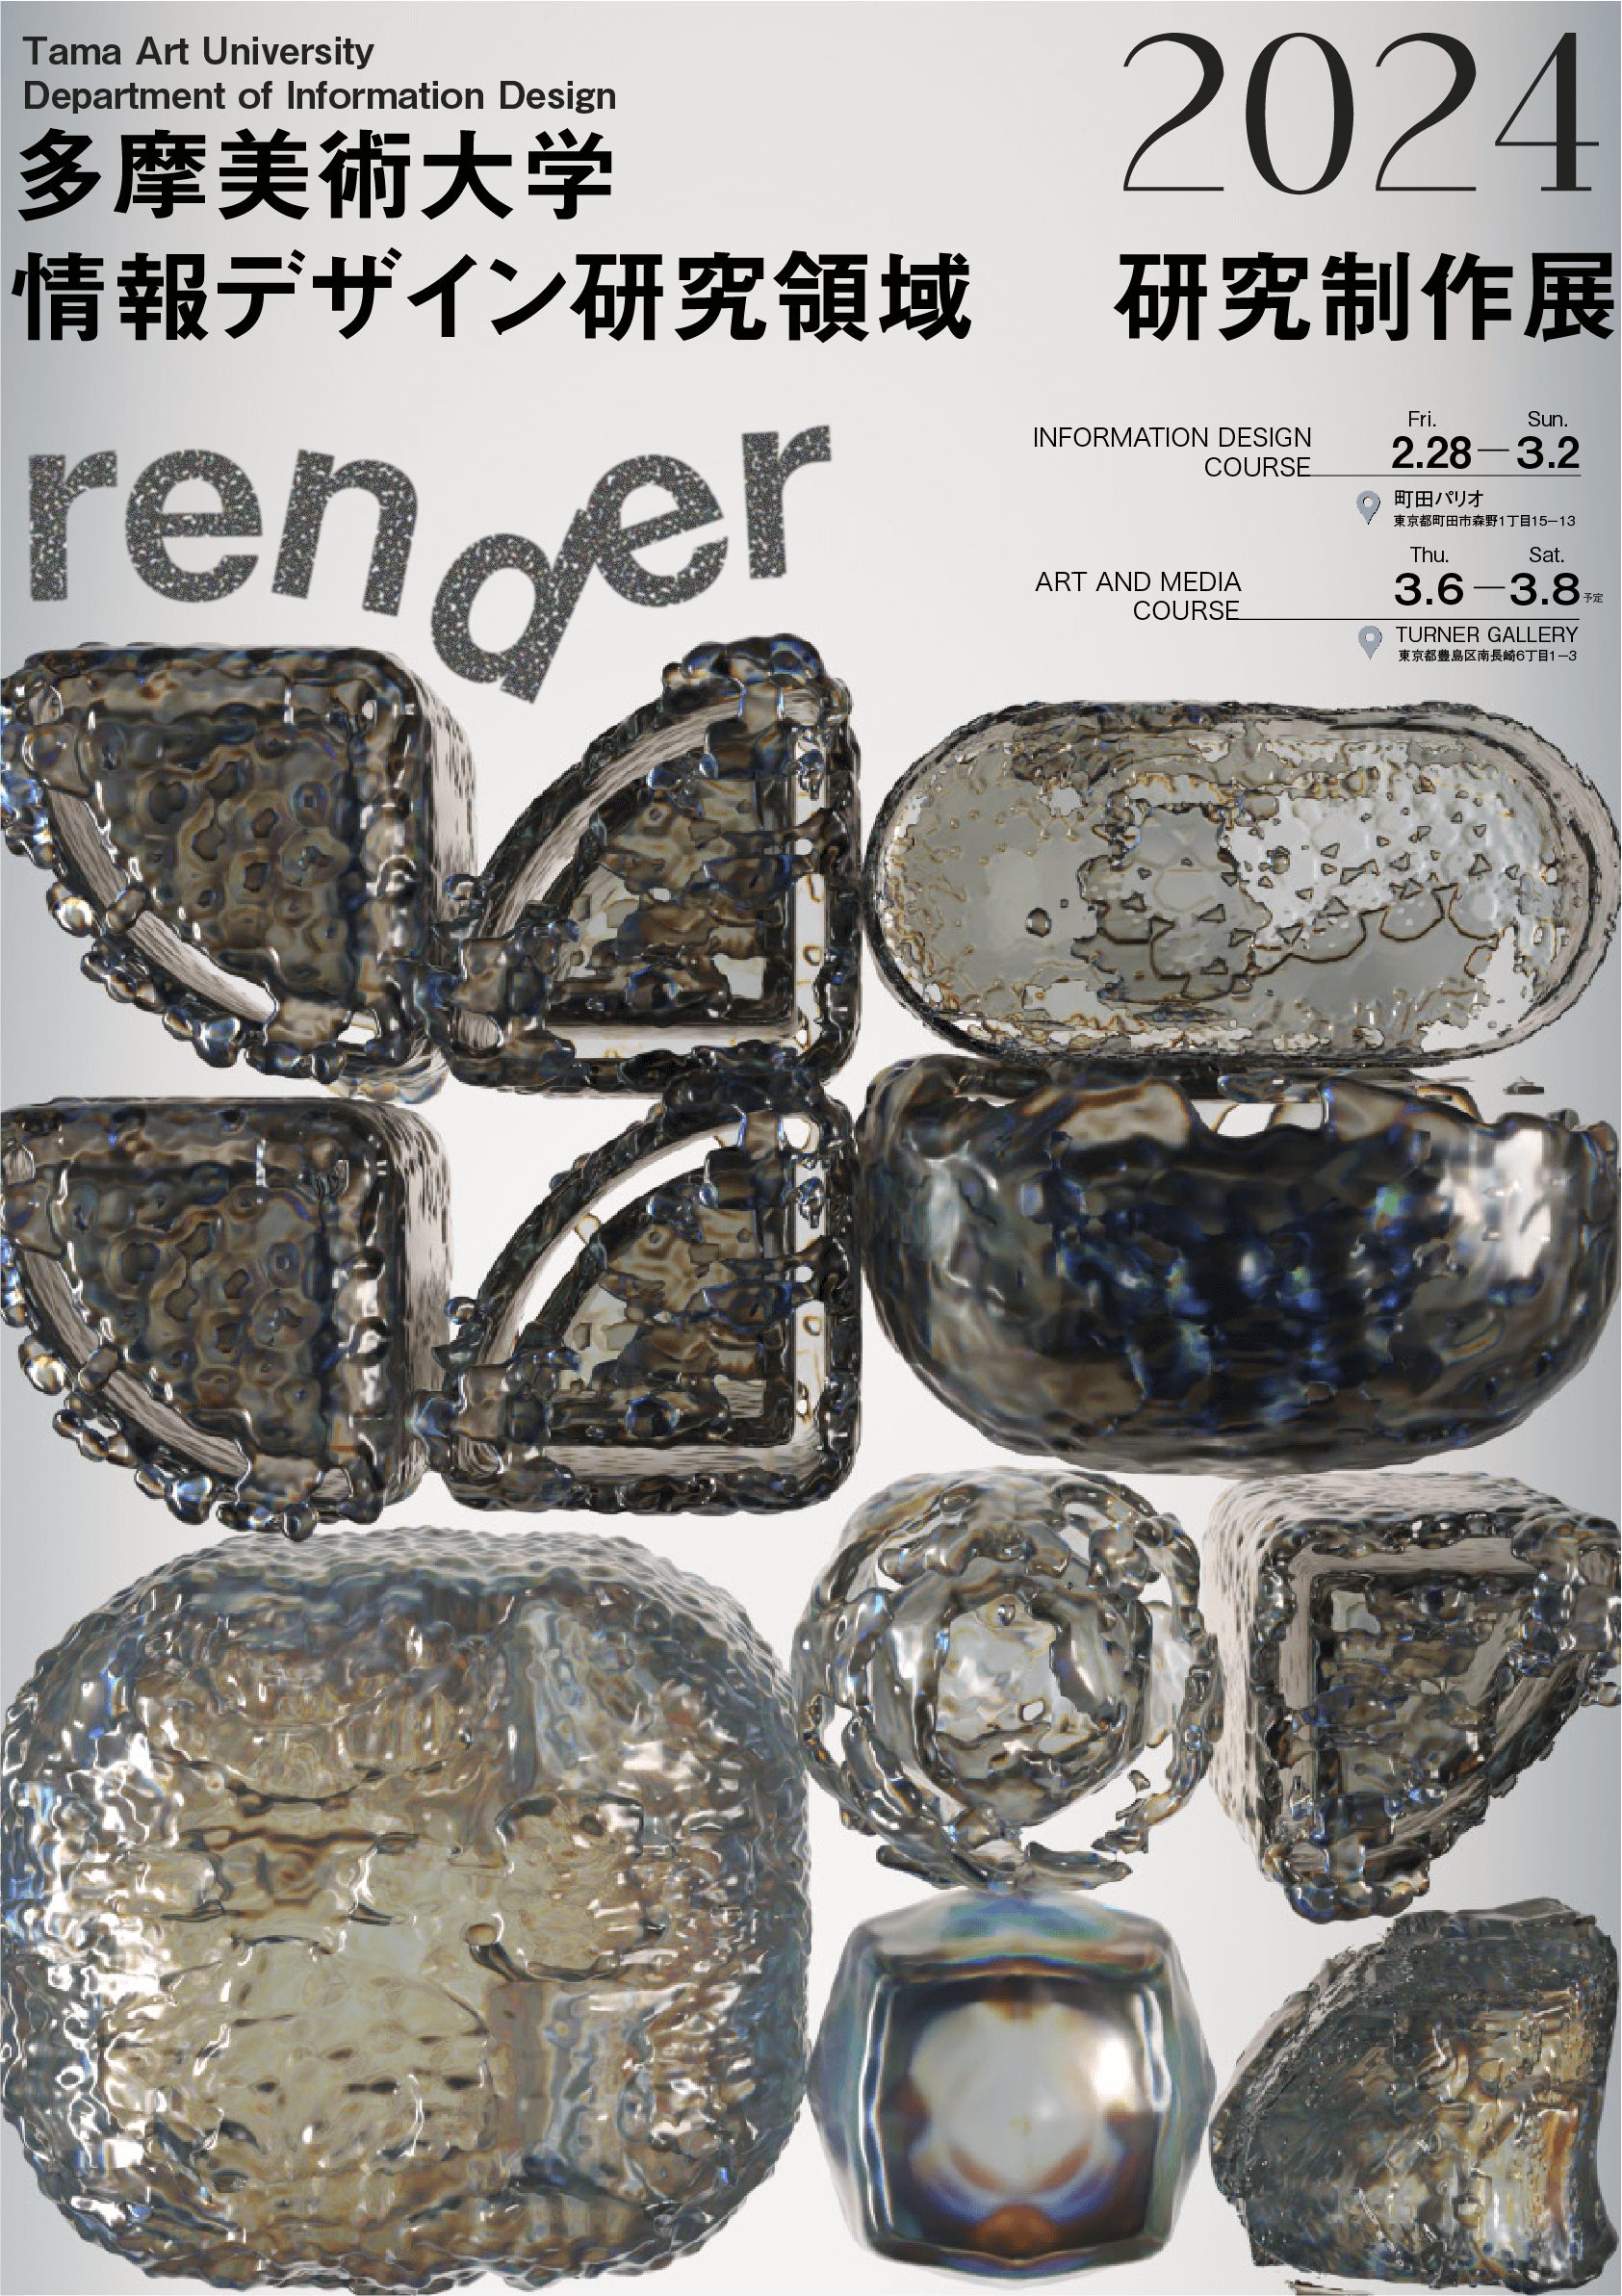 Tama Art University
Department of Information Design
多摩美術大学
2024
情報デザイン研究領域 研究制作展
render
INFORMATION DESIGN
COURSE
Fri. Sun.
2.28—3.2
町田パリオ
東京都町田市森野1丁目15−13
ART AND MEDIA
COURSE
Thu. Sat.
3.6—3.8予定
TURNER GALLERY
東京都豊島区南長崎6丁目1−3